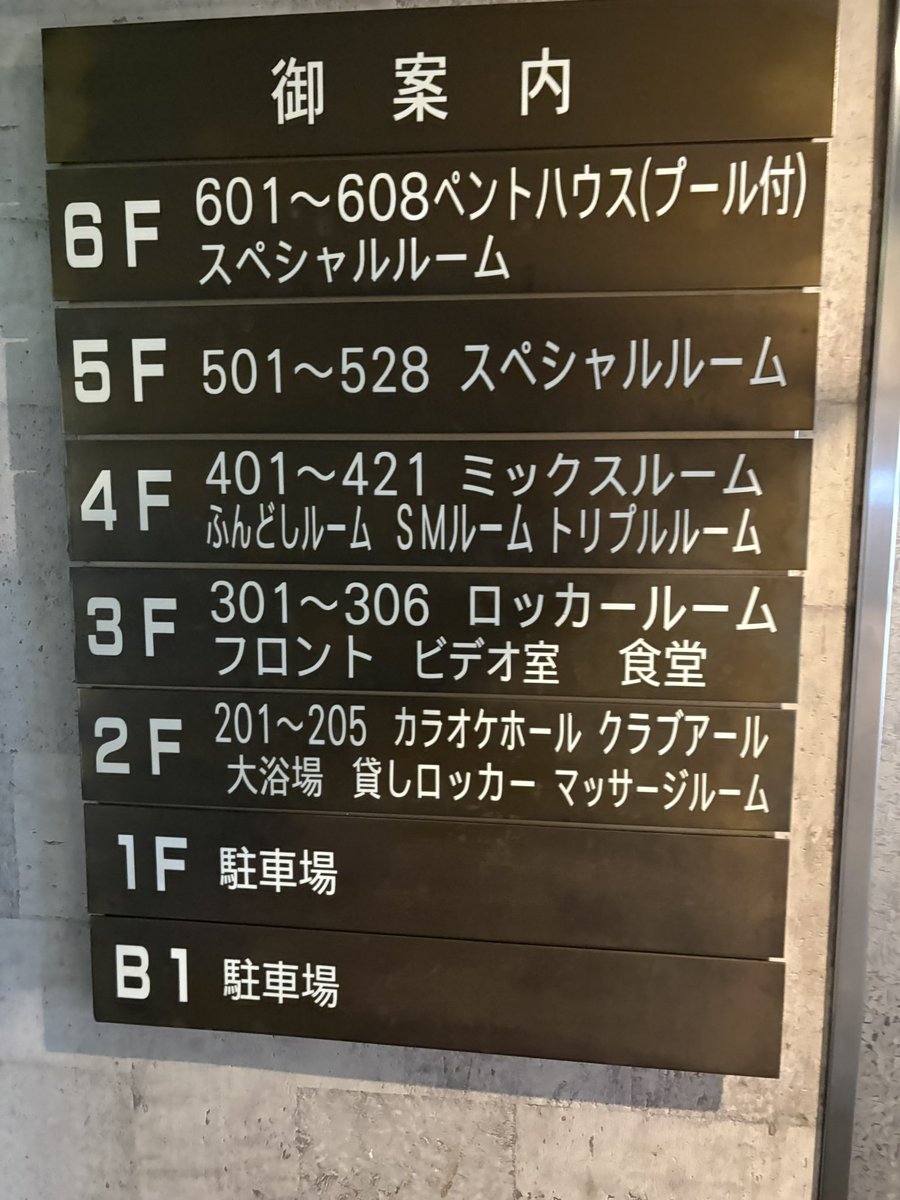 御案内
6F 601～608ペントハウス(プール付)
スペシャルルーム
5F 501～528 スペシャルルーム
4F 401～421 ミックスルーム
ふんどしルーム SMルーム トリプルルーム
3F 301～306 ロッカールーム
フロント ビデオ室 食堂
2F 201～205 カラオケホール クラブアール
大浴場 貸しロッカー マッサージルーム
1F 駐車場
B1 駐車場